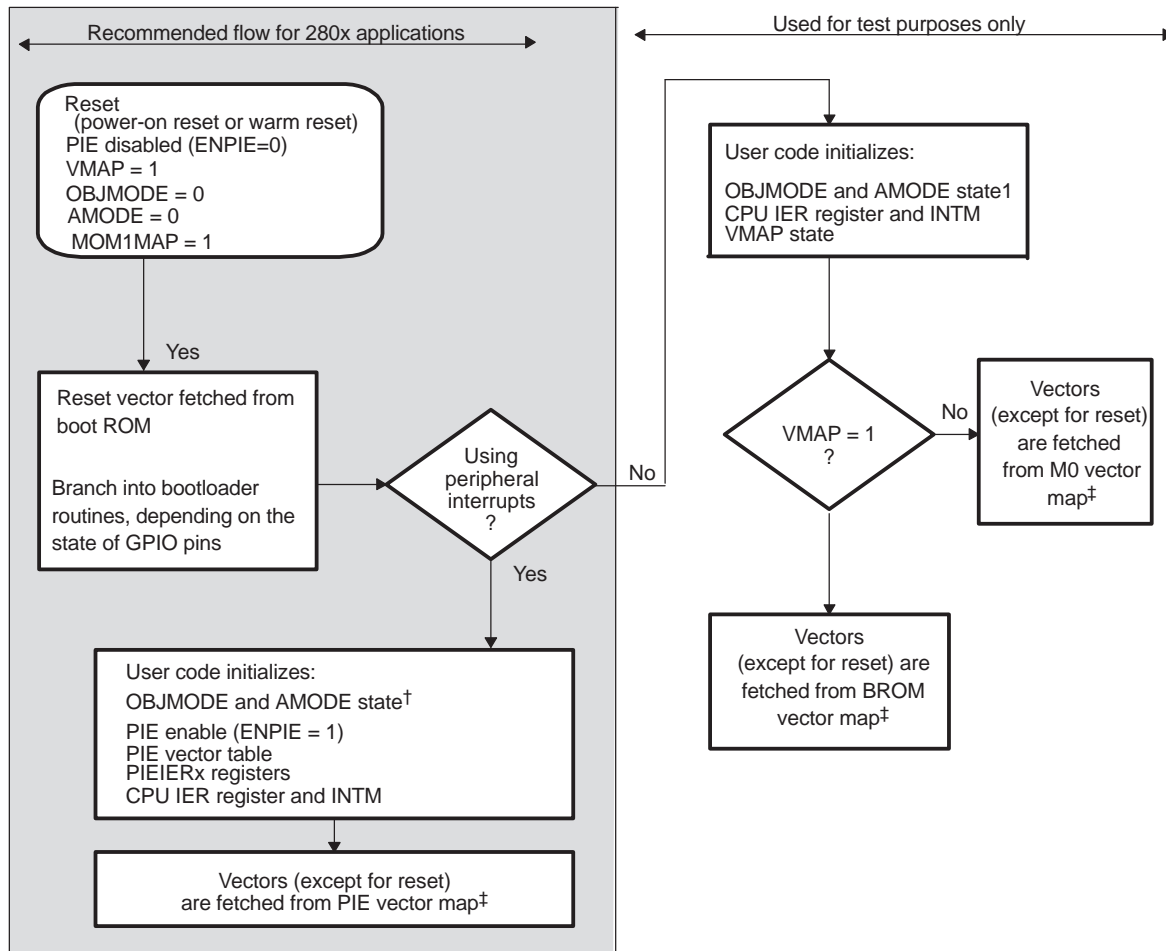 Recommended flow for 280x applications
Used for test purposes only
Reset
(power-on reset or warm reset)
PIE disabled (ENPIE=0)
VMAP = 1
OBJMODE = 0
AMODE = 0
MOM1MAP = 1
Yes
Reset vector fetched from
boot ROM
Branch into bootloader
routines, depending on the
state of GPIO pins
Using
peripheral
interrupts
?
No
Yes
User code initializes:
OBJMODE and AMODE state†
PIE enable (ENPIE = 1)
PIE vector table
PIEIERx registers
CPU IER register and INTM
Vectors (except for reset)
are fetched from PIE vector map‡
User code initializes:
OBJMODE and AMODE state1
CPU IER register and INTM
VMAP state
VMAP = 1
?
No
Vectors
(except for reset)
are fetched
from M0 vector
map‡
Vectors
(except for reset) are
fetched from BROM
vector map‡